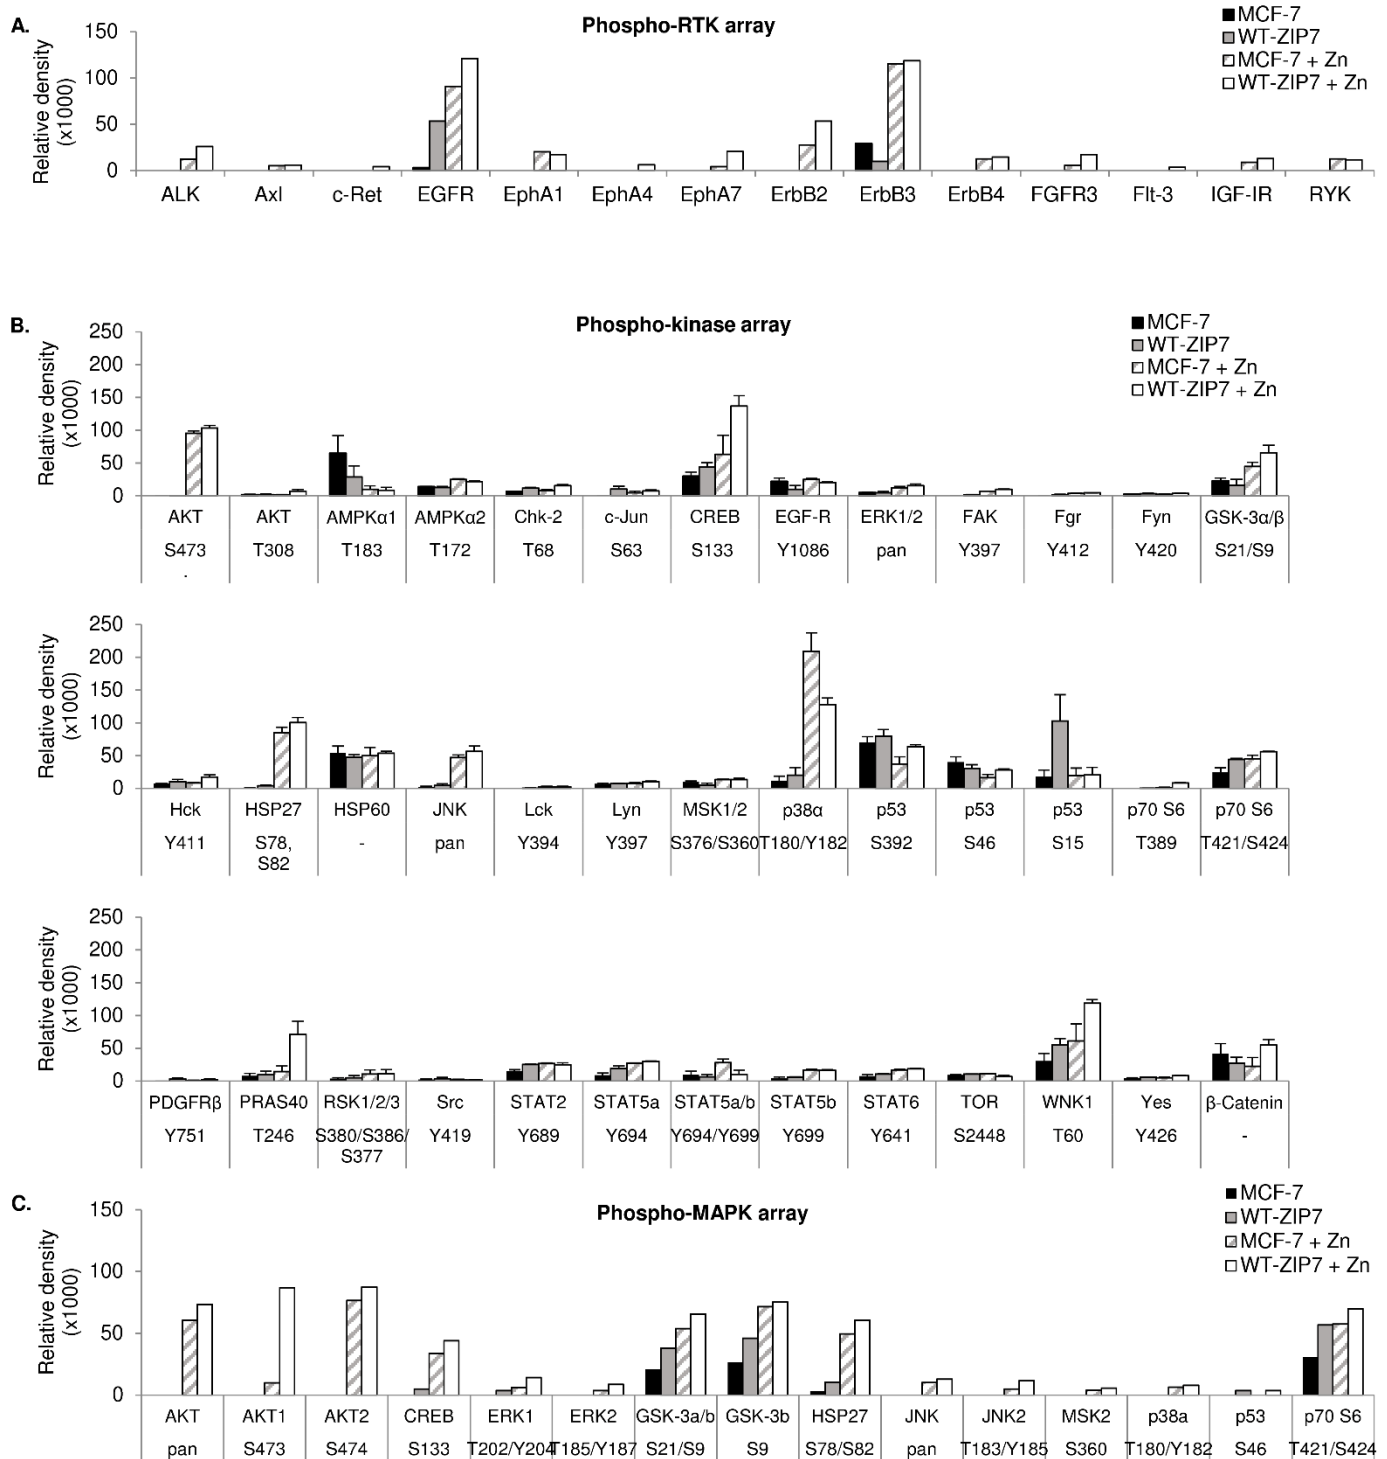 A.
Phospho-RTK array
MCF-7
WT-ZIP7
MCF-7 + Zn
WT-ZIP7 + Zn
Relative density
(x1000)
150
100
50
0
ALK Axl c-Ret EGFR EphA1 EphA4 EphA7 ErbB2 ErbB3 ErbB4 FGFR3 Flt-3 IGF-IR RYK
B.
Phospho-kinase array
MCF-7
WT-ZIP7
MCF-7 + Zn
WT-ZIP7 + Zn
Relative density
(x1000)
250
200
150
100
50
0
AKT AKT AMPKα1 AMPKα2 Chk-2 c-Jun CREB EGF-R ERK1/2 FAK Fgr Fyn GSK-3α/β
S473 T308 T183 T172 T68 S63 S133 Y1086 pan Y397 Y412 Y420 S21/S9
.
Relative density
(x1000)
250
200
150
100
50
0
Hck HSP27 HSP60 JNK Lck Lyn MSK1/2 p38α p53 p53 p53 p70 S6 p70 S6
Y411 S78, - pan Y394 Y397 S376/S360 T180/Y182 S392 S46 S15 T389 T421/S424
S82
Relative density
(x1000)
250
200
150
100
50
0
PDGFRβ PRAS40 RSK1/2/3 Src STAT2 STAT5a STAT5a/b STAT5b STAT6 TOR WNK1 Yes β-Catenin
Y751 T246 S380/S386/ Y419 Y689 Y694 Y694/Y699 Y699 Y641 S2448 T60 Y426 -
S377
C.
Phospho-MAPK array
MCF-7
WT-ZIP7
MCF-7 + Zn
WT-ZIP7 + Zn
Relative density
(x1000)
150
100
50
0
AKT AKT1 AKT2 CREB ERK1 ERK2 GSK-3a/b GSK-3b HSP27 JNK JNK2 MSK2 p38a p53 p70 S6
pan S473 S474 S133 T202/Y204 T185/Y187 S21/S9 S9 S78/S82 pan T183/Y185 S360 T180/Y182 S46 T421/S424